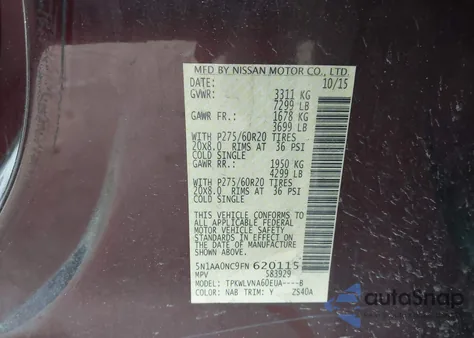 MFD BY NISSAN MOTOR CO., LTD.
DATE: 10/15
GVWR: 3311 KG
7299 LB
GAWR FR.: 1678 KG
3699 LB
WITH P275/60R20 TIRES
20X8.0 RIMS AT 36 PSI
COLD SINGLE
GAWR RR.: 1950 KG
4299 LB
WITH P275/60R20 TIRES
20X8.0 RIMS AT 36 PSI
COLD SINGLE
THIS VEHICLE CONFORMS TO
ALL APPLICABLE FEDERAL
MOTOR VEHICLE SAFETY
STANDARDS IN EFFECT ON THE
DATE OF MANUFACTURE SHOWN
ABOVE.
5N1AA0NC9FN 620115
MPV 583929
MODEL: TPKWLVNA60EUA----B
COLOR: NAB TRIM: Y ZS40A
autoSnap